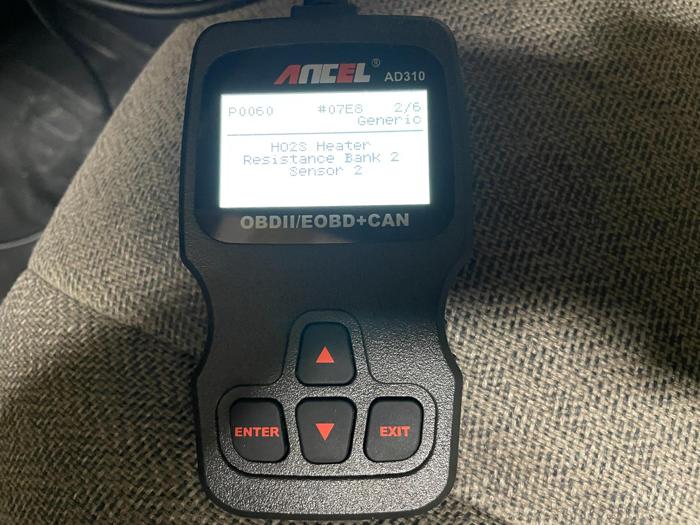 ANCEL® AD310
P0060 #07E8 2/6
Generic
HO2S Heater
Resistance Bank 2
Sensor 2
OBDII/EOBD+CAN
ENTER
EXIT